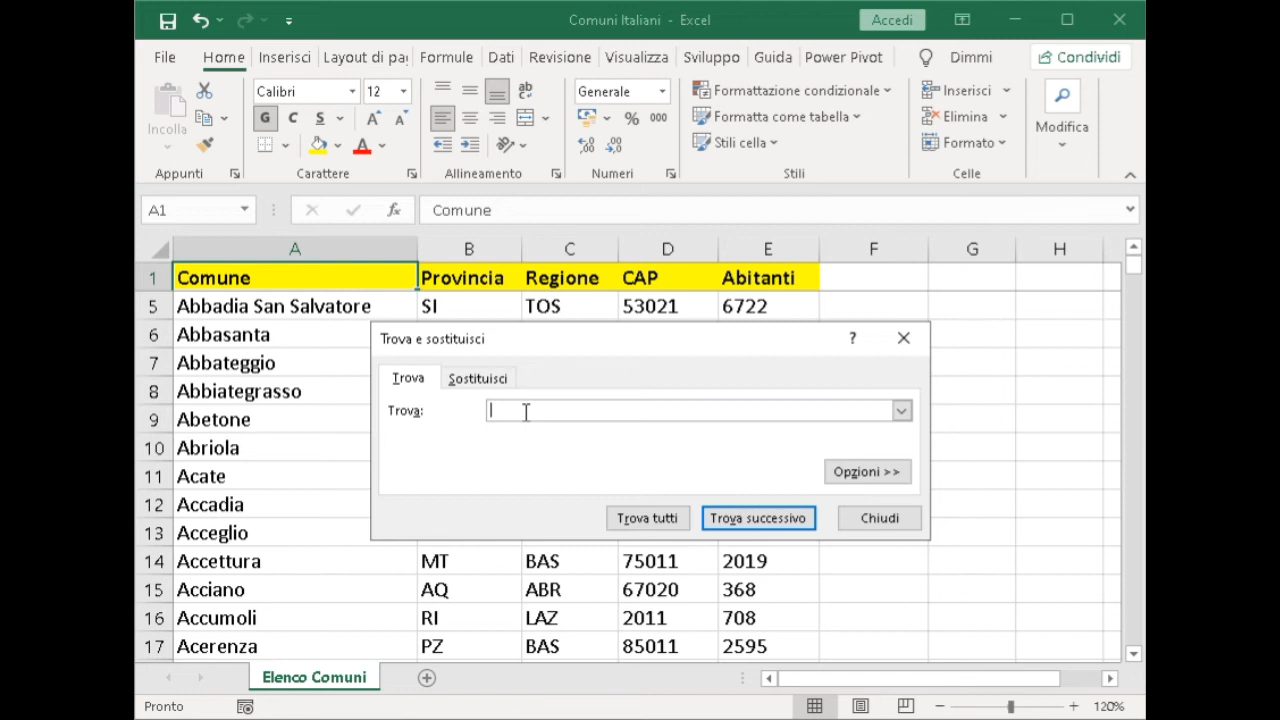 Comuni Italiani - Excel
Accedi
File Home Inserisci Layout di pa Formule Dati Revisione Visualizza Sviluppo Guida Power Pivot Dimmi Condividi
Incolla
Calibri 12
G C S
ab
Generale
% 000
Formattazione condizionale
Formatta come tabella
Stili cella
Inserisci
Elimina
Formato
Modifica
Appunti Carattere Allineamento Numeri Stili Celle
A1 fx Comune
A B C D E F G H
1 Comune Provincia Regione CAP Abitanti
5 Abbadia San Salvatore SI TOS 53021 6722
6 Abbasanta
7 Abbateggio
8 Abbiategrasso
9 Abetone
10 Abriola
11 Acate
12 Accadia
13 Acceglio
14 Accettura MT BAS 75011 2019
15 Acciano AQ ABR 67020 368
16 Accumoli RI LAZ 2011 708
17 Acerenza PZ BAS 85011 2595
Trova e sostituisci ?
Trova Sostituisci
Trova:
Opzioni >>
Trova tutti Trova successivo Chiudi
Elenco Comuni
Pronto 120%